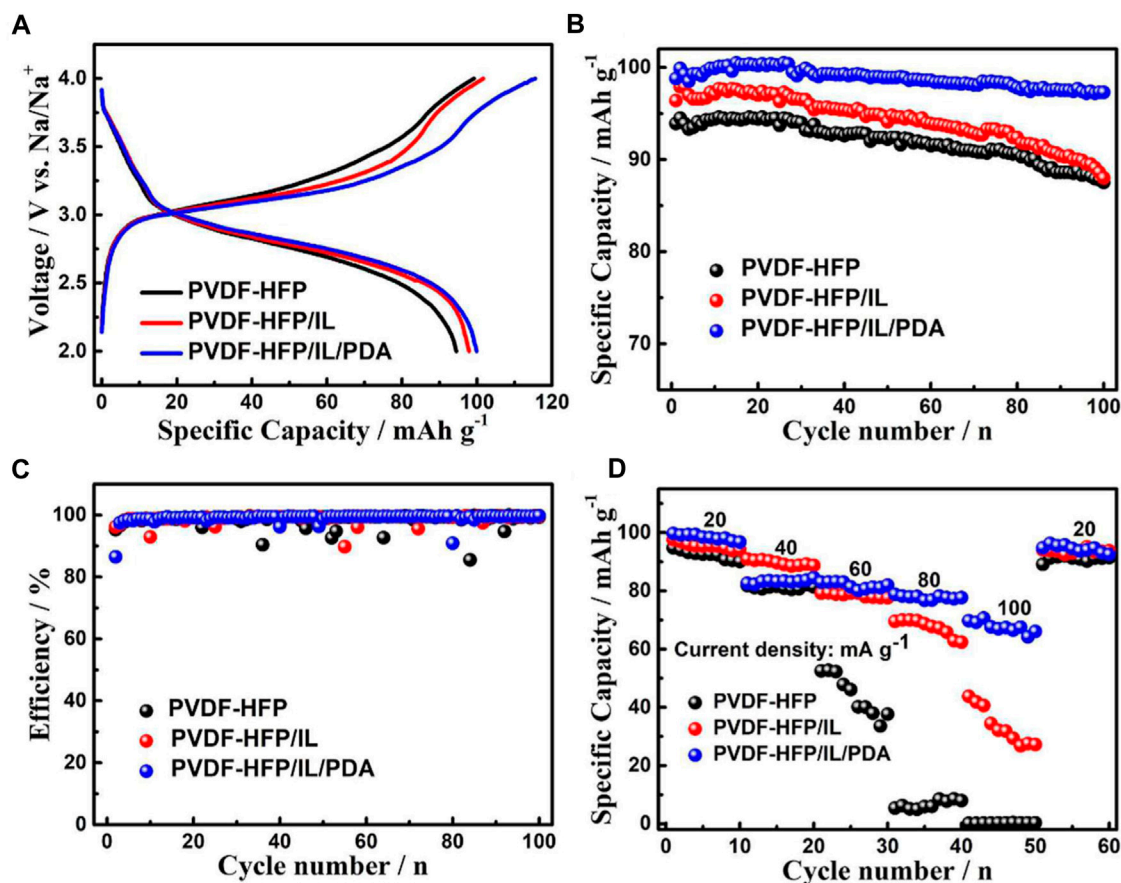 A
Voltage / V vs. Na/Na+
4.0
3.5
3.0
2.5
2.0
PVDF-HFP
PVDF-HFP/IL
PVDF-HFP/IL/PDA
0 20 40 60 80 100 120
Specific Capacity / mAh g-1
B
Specific Capacity / mAh g-1
100
90
80
70
PVDF-HFP
PVDF-HFP/IL
PVDF-HFP/IL/PDA
0 20 40 60 80 100
Cycle number / n
C
Efficiency / %
100
80
60
40
20
0
PVDF-HFP
PVDF-HFP/IL
PVDF-HFP/IL/PDA
0 20 40 60 80 100
Cycle number / n
D
Specific Capacity / mAh g-1
100
80
60
40
20
0
20
40
60
80
100
20
Current density: mA g-1
PVDF-HFP
PVDF-HFP/IL
PVDF-HFP/IL/PDA
0 10 20 30 40 50 60
Cycle number / n